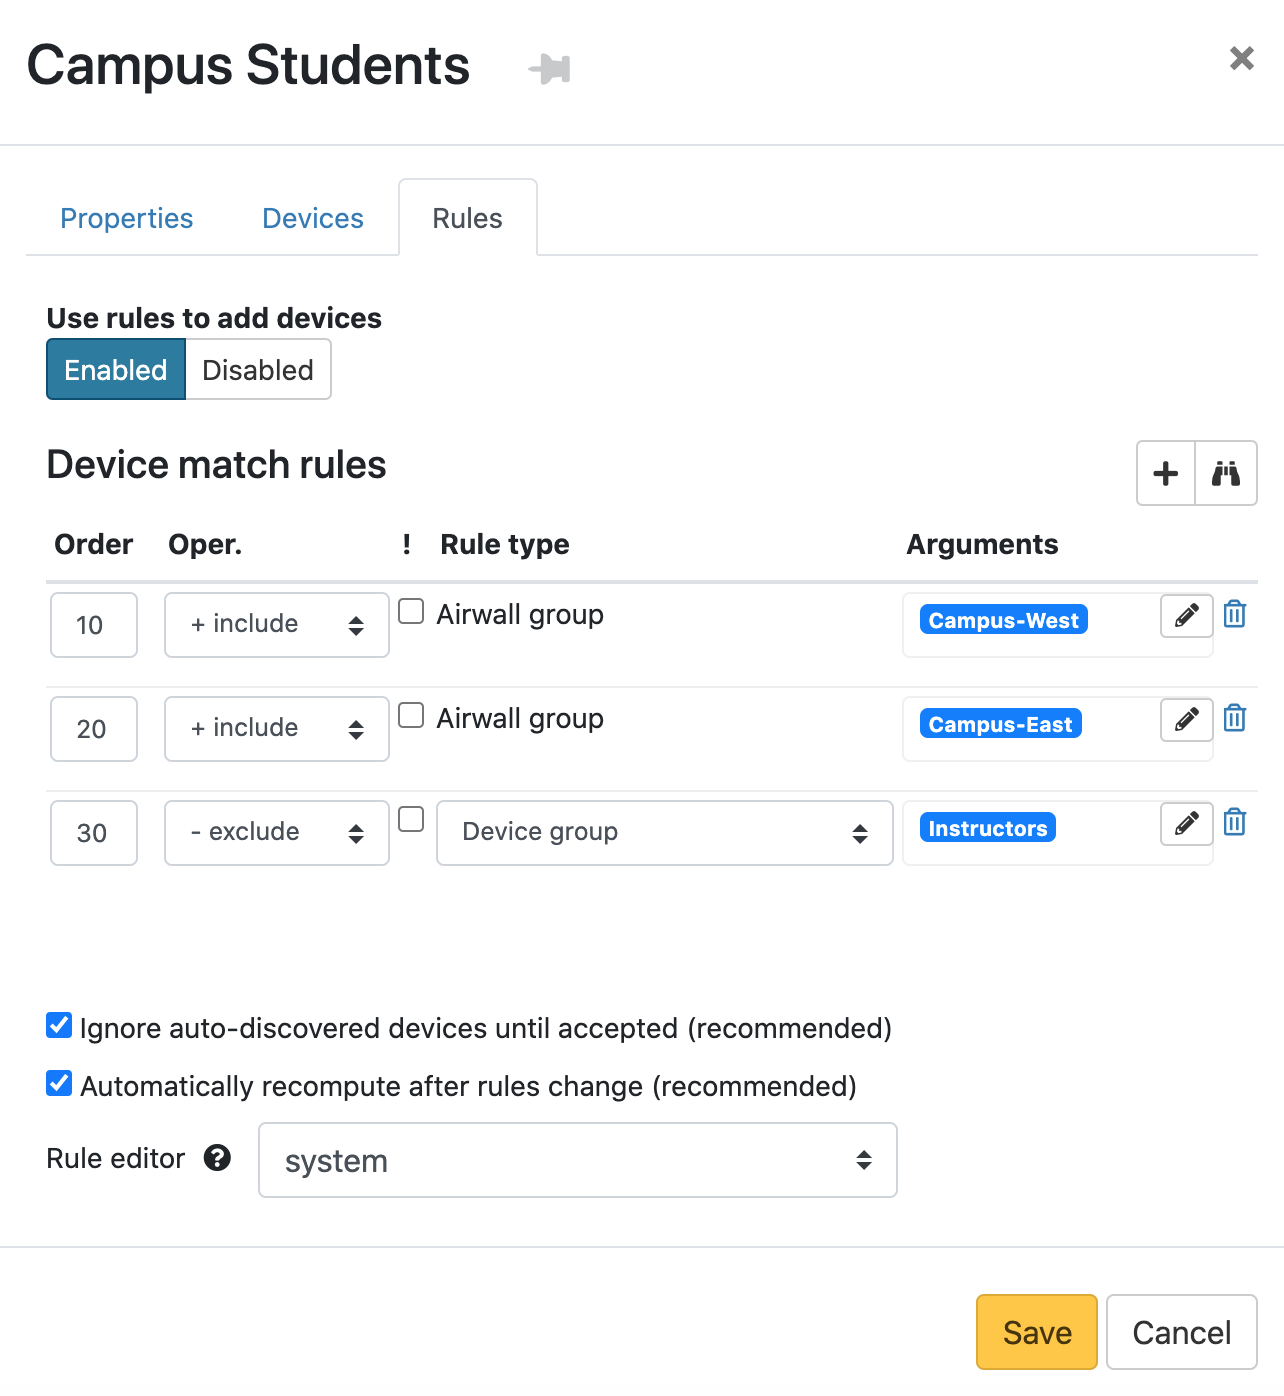 Campus Students
Properties Devices Rules
Use rules to add devices
Enabled Disabled
Device match rules
Order Oper. ! Rule type Arguments
10 + include Airwall group Campus-West
20 + include Airwall group Campus-East
30 - exclude Device group Instructors
Ignore auto-discovered devices until accepted (recommended)
Automatically recompute after rules change (recommended)
Rule editor ? system
Save Cancel